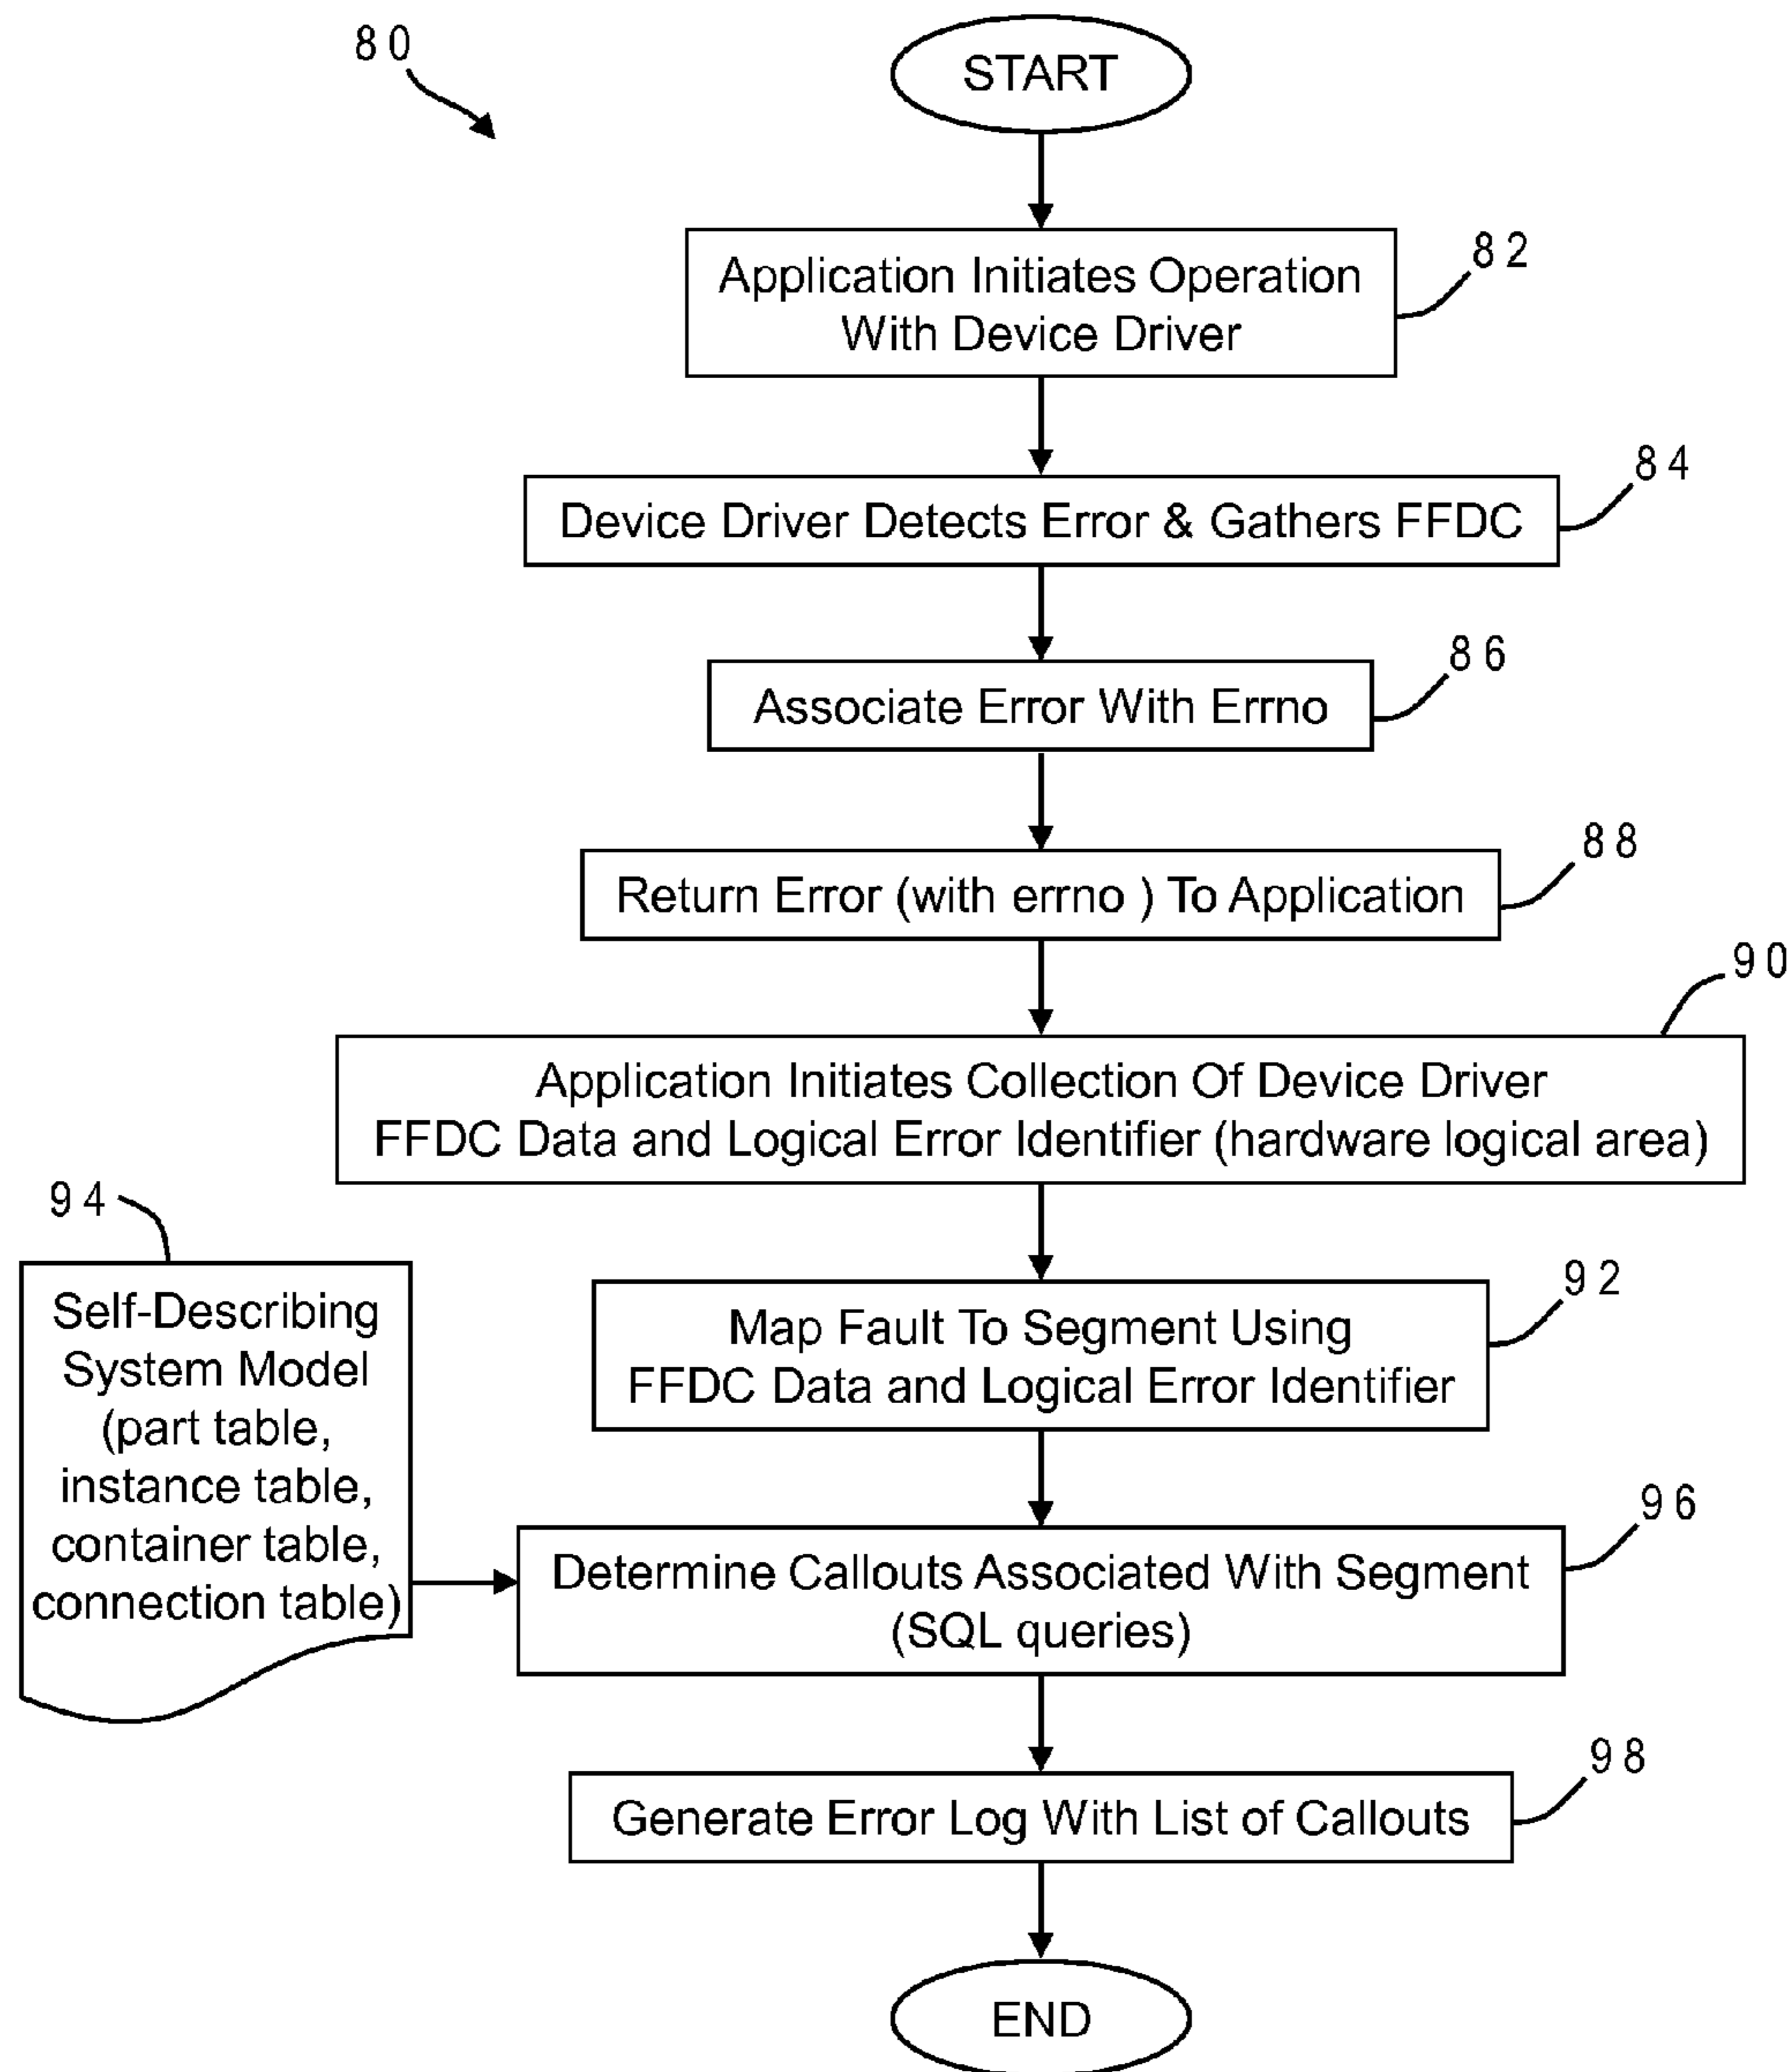 80
START
82
Application Initiates Operation
With Device Driver
84
Device Driver Detects Error & Gathers FFDC
86
Associate Error With Errno
88
Return Error (with errno ) To Application
90
Application Initiates Collection Of Device Driver
FFDC Data and Logical Error Identifier (hardware logical area)
94
Self-Describing
System Model
(part table,
instance table,
container table,
connection table)
92
Map Fault To Segment Using
FFDC Data and Logical Error Identifier
96
Determine Callouts Associated With Segment
(SQL queries)
98
Generate Error Log With List of Callouts
END